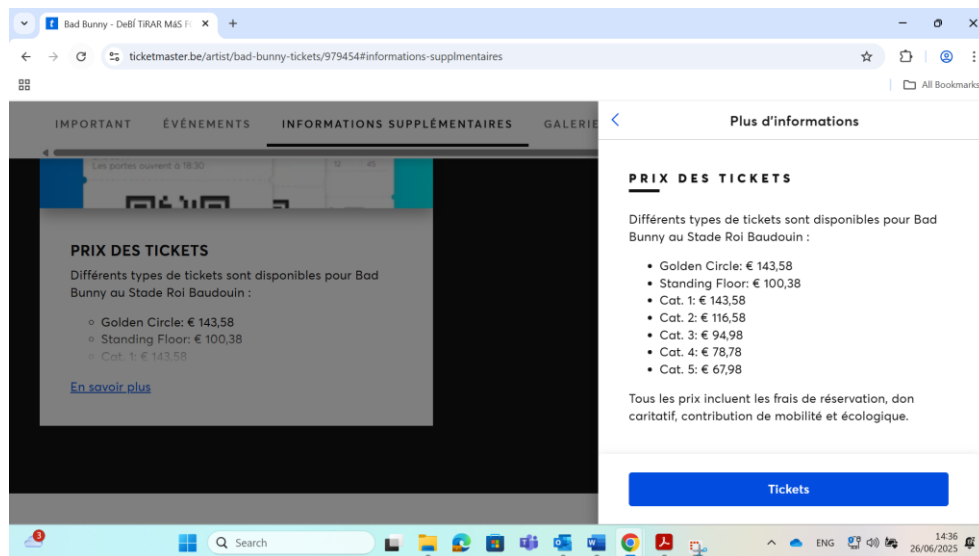 Bad Bunny - DeBÍ TiRAR MáS F
ticketmaster.be/artist/bad-bunny-tickets/979454#informations-supplmentaires
All Bookmarks
IMPORTANT ÉVÉNEMENTS INFORMATIONS SUPPLÉMENTAIRES GALERIE
Les portes ouvrent à 18:30
12 45
PRIX DES TICKETS
Différents types de tickets sont disponibles pour Bad
Bunny au Stade Roi Baudouin :
Golden Circle: € 143,58
Standing Floor: € 100,38
Cat. 1: € 143,58
En savoir plus
Plus d'informations
PRIX DES TICKETS
Différents types de tickets sont disponibles pour Bad
Bunny au Stade Roi Baudouin :
• Golden Circle: € 143,58
• Standing Floor: € 100,38
• Cat. 1: € 143,58
• Cat. 2: € 116,58
• Cat. 3: € 94,98
• Cat. 4: € 78,78
• Cat. 5: € 67,98
Tous les prix incluent les frais de réservation, don
caritatif, contribution de mobilité et écologique.
Tickets
3
Search
ENG
14:36
26/06/2025